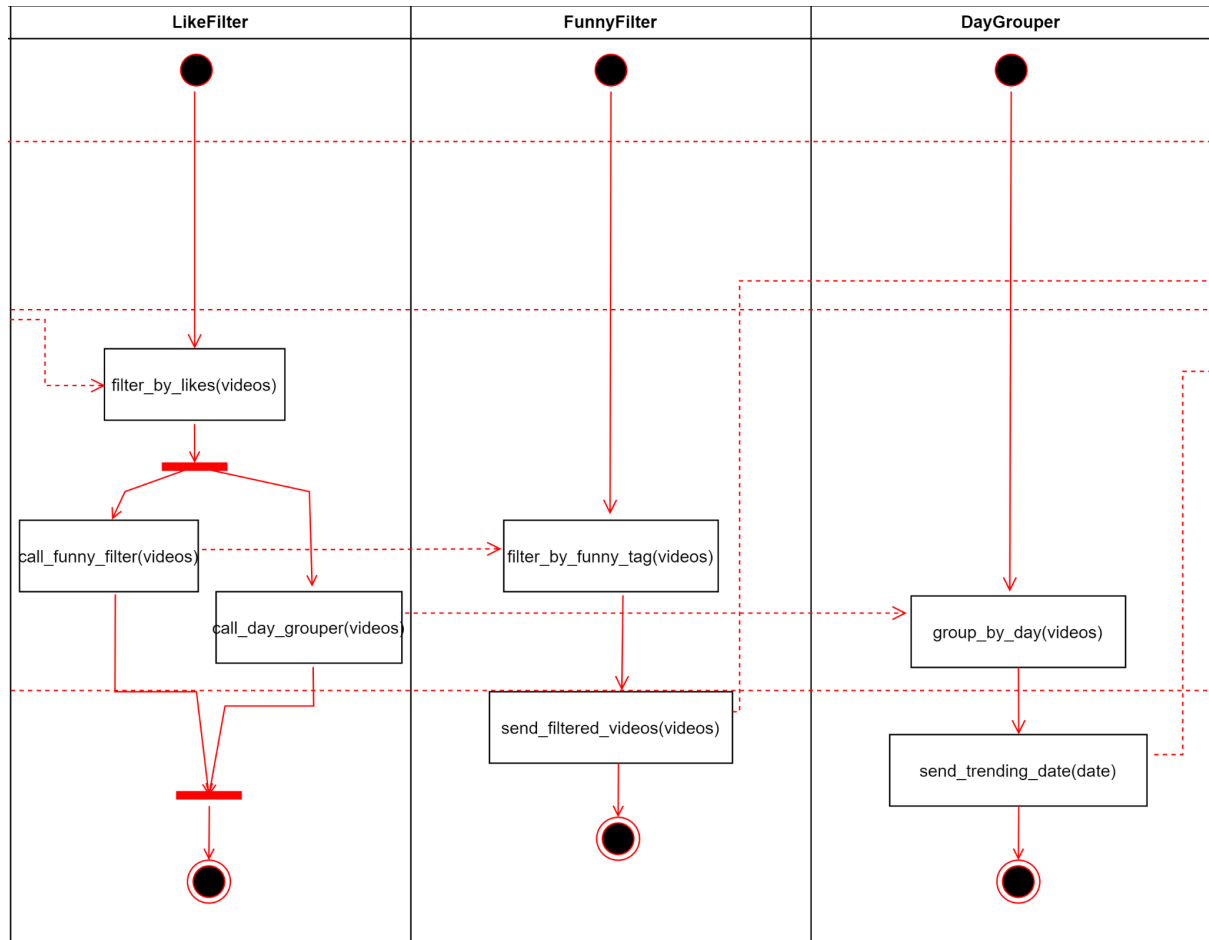 LikeFilter
FunnyFilter
DayGrouper
filter_by_likes(videos)
call_funny_filter(videos)
filter_by_funny_tag(videos)
call_day_grouper(videos)
group_by_day(videos)
send_filtered_videos(videos)
send_trending_date(date)